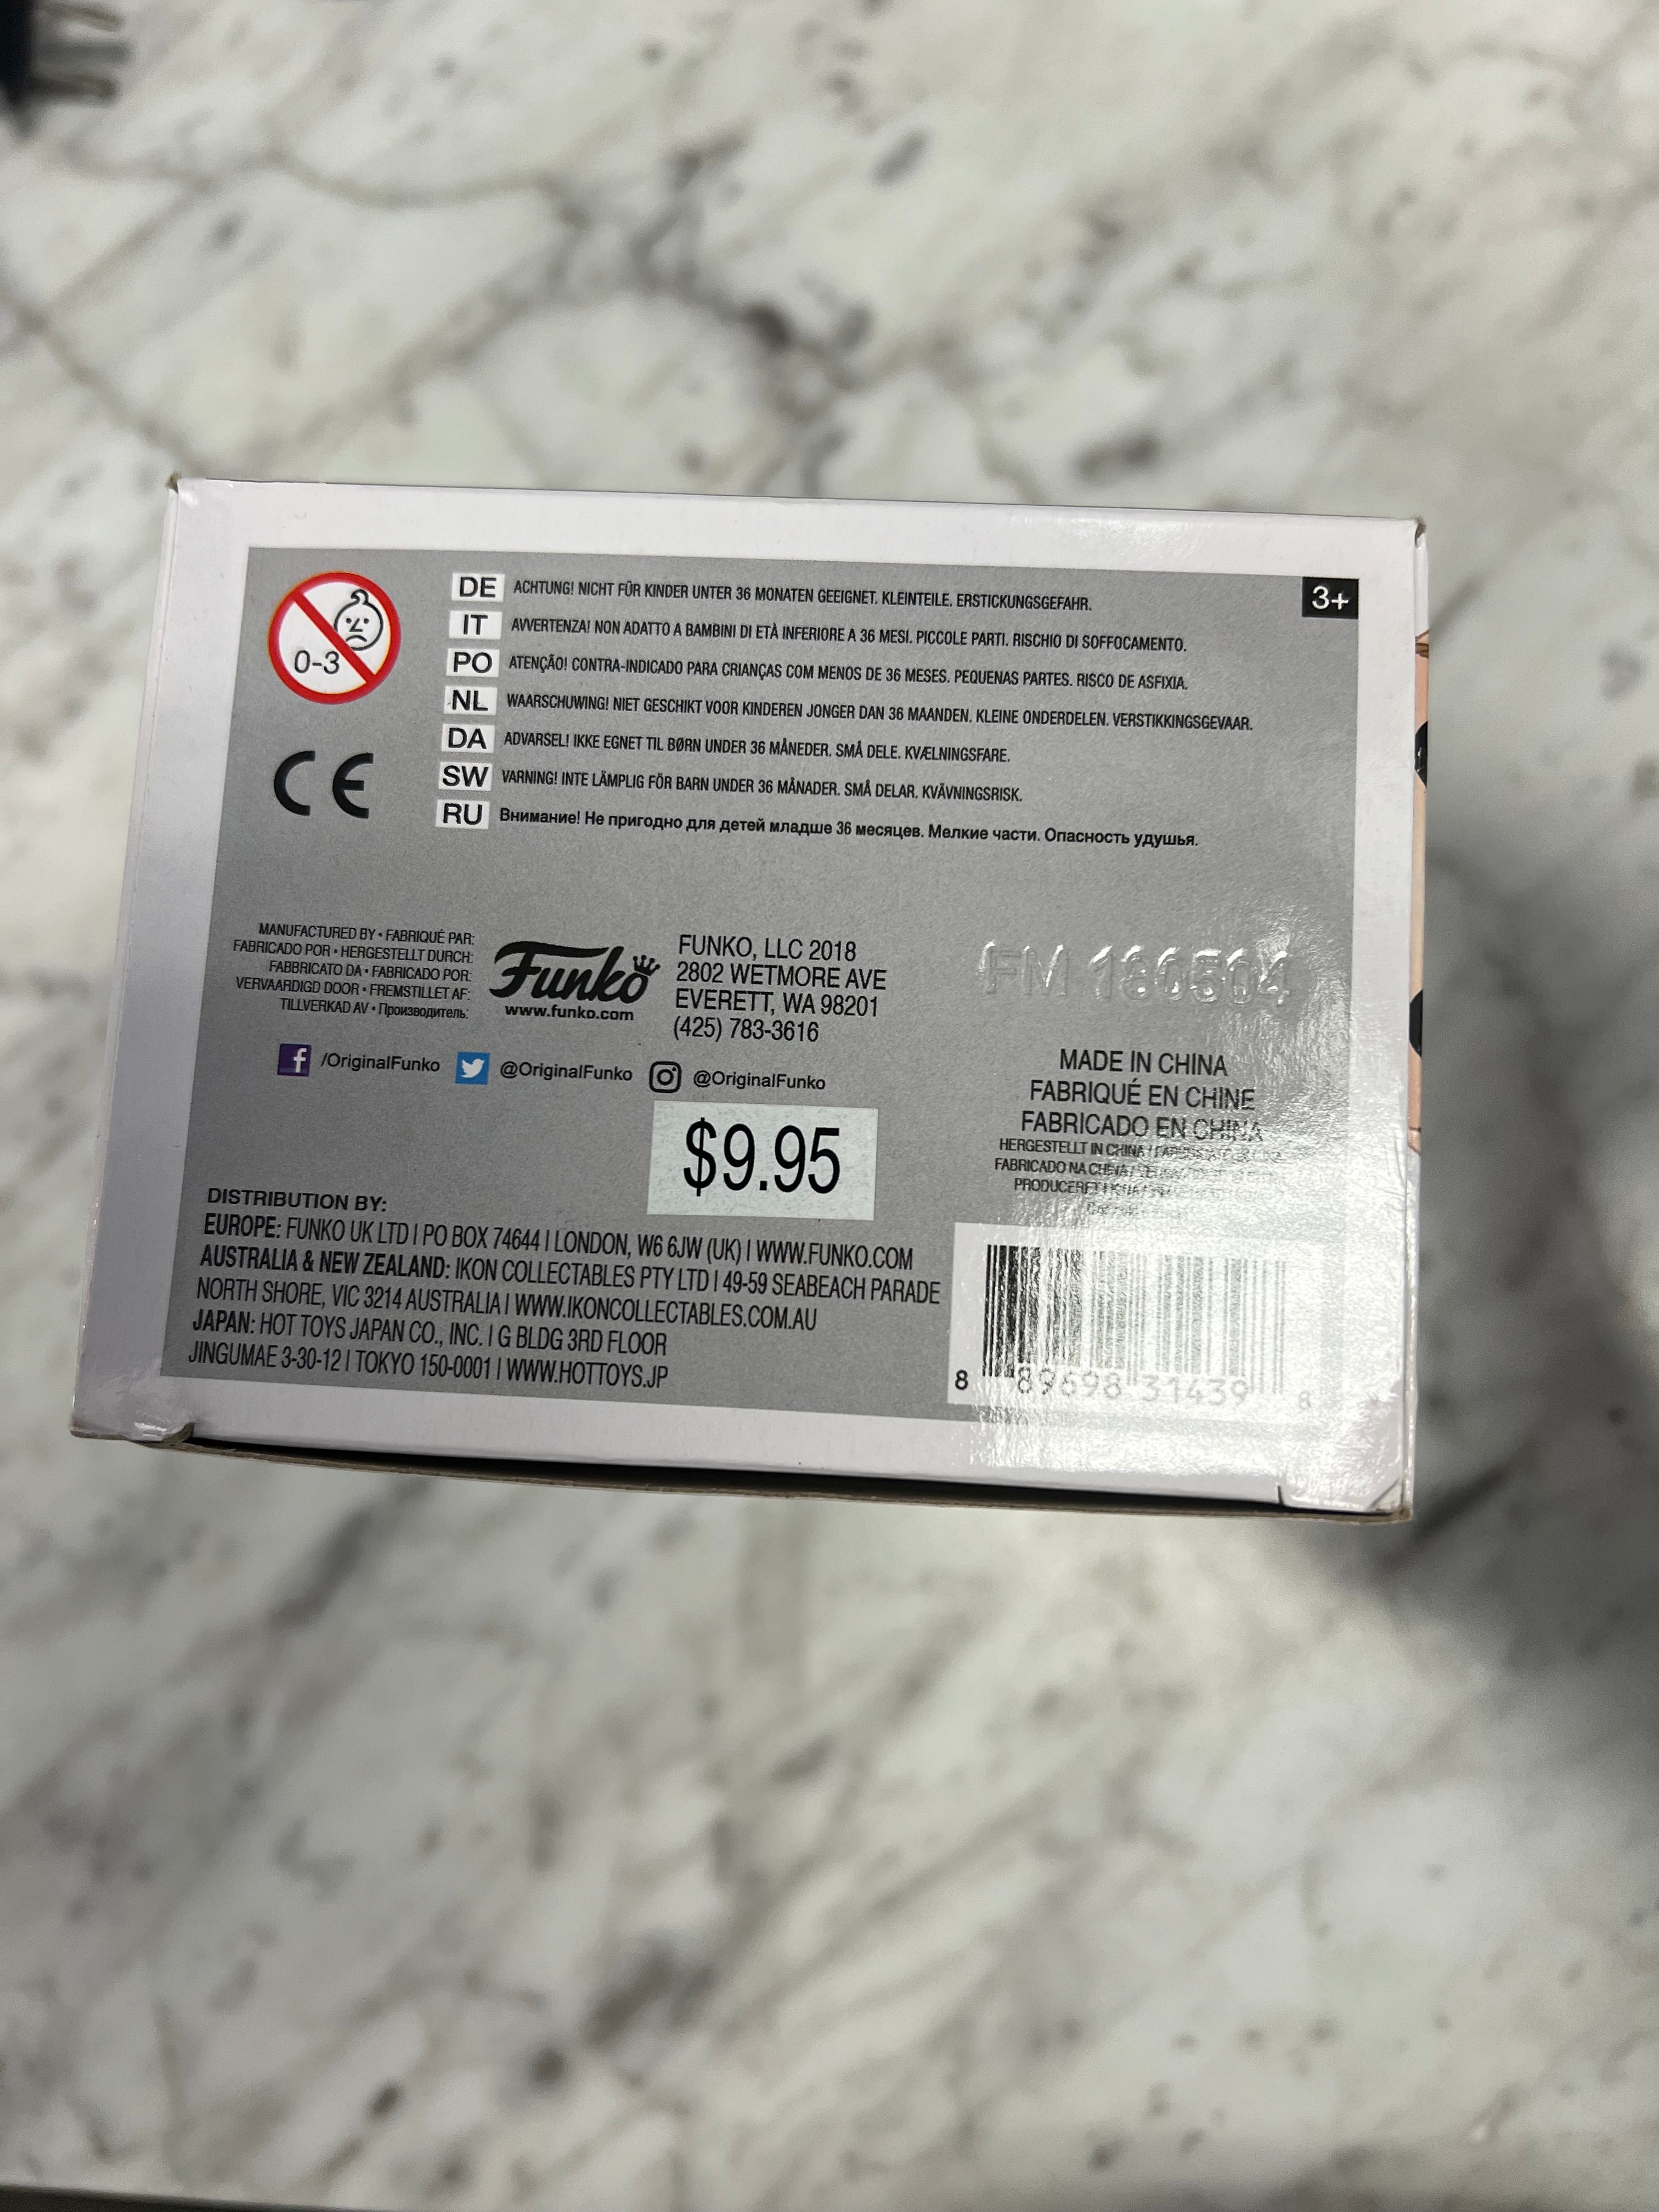 0-3
DE ACHTUNG! NICHT FÜR KINDER UNTER 36 MONATEN GEEIGNET. KLEINTEILE. ERSTICKUNGSGEFAHR.
3+
IT AVVERTENZA! NON ADATTO A BAMBINI DI ETÀ INFERIORE A 36 MESI. PICCOLE PARTI. RISCHIO DI SOFFOCAMENTO.
PO ATENÇÃO! CONTRA-INDICADO PARA CRIANÇAS COM MENOS DE 36 MESES. PEQUENAS PARTES. RISCO DE ASFIXIA.
NL WAARSCHUWING! NIET GESCHIKT VOOR KINDEREN JONGER DAN 36 MAANDEN. KLEINE ONDERDELEN. VERSTIKKINGSGEVAAR.
DA ADVARSEL! IKKE EGNET TIL BØRN UNDER 36 MÅNEDER. SMÅ DELE. KVÆLNINGSFARE.
SW VARNING! INTE LÄMPLIG FÖR BARN UNDER 36 MÅNADER. SMÅ DELAR. KVÄVNINGSRISK.
RU Внимание! Не пригодно для детей младше 36 месяцев. Мелкие части. Опасность удушья.
CE
MANUFACTURED BY • FABRIQUÉ PAR:
FABRICADO POR • HERGESTELLT DURCH:
FABBRICATO DA • FABRICADO POR:
VERVAARDIGD DOOR • FREMSTILLET AF:
TILLVERKAD AV • Производитель:
Funko
www.funko.com
FUNKO, LLC 2018
2802 WETMORE AVE
EVERETT, WA 98201
(425) 783-3616
FM 180504
/OriginalFunko @OriginalFunko @OriginalFunko
MADE IN CHINA
FABRIQUÉ EN CHINE
FABRICADO EN CHINA
HERGESTELLT IN CHINA /
FABRICADO NA CHINA /
PRODUCERET I KINA /
$9.95
DISTRIBUTION BY:
EUROPE: FUNKO UK LTD | PO BOX 74644 | LONDON, W6 6JW (UK) | WWW.FUNKO.COM
AUSTRALIA & NEW ZEALAND: IKON COLLECTABLES PTY LTD | 49-59 SEABEACH PARADE
NORTH SHORE, VIC 3214 AUSTRALIA | WWW.IKONCOLLECTABLES.COM.AU
JAPAN: HOT TOYS JAPAN CO., INC. | G BLDG 3RD FLOOR
JINGUMAE 3-30-12 | TOKYO 150-0001 | WWW.HOTTOYS.JP
8 89698 31439 8